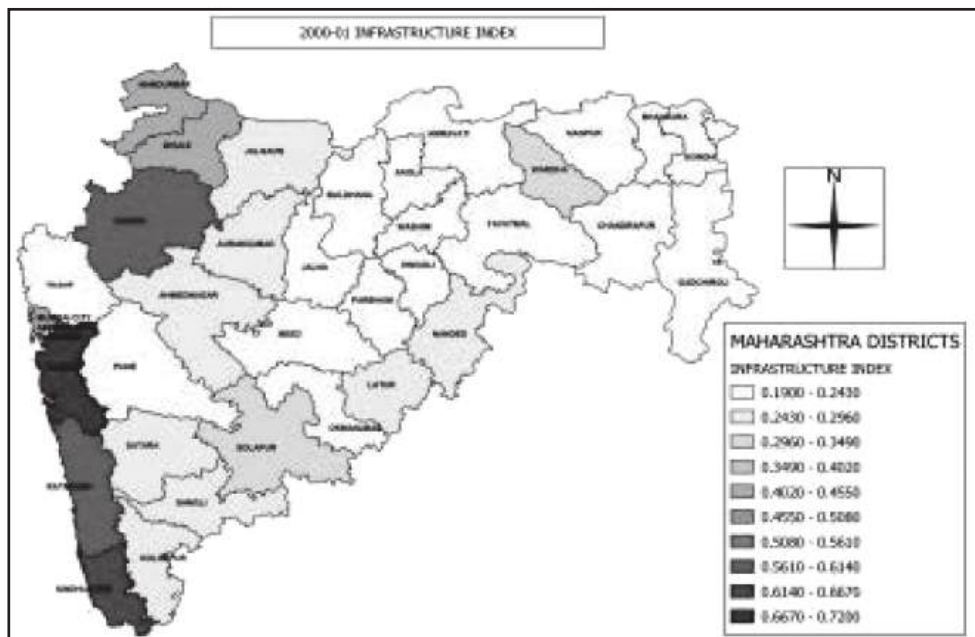 2000-01 INFRASTRUCTURE INDEX
NANDURBAR
DHULE
JALGAON
AMRAVATI
NAGPUR
BHANDARA
GONDIA
WARDHA
AKOLA
BULDHANA
WASHIM
YAVATMAL
CHANDRAPUR
GADCHIROLI
NASHIK
AURANGABAD
JALNA
HINGOLI
PARBHANI
NANDED
AHMEDNAGAR
BEED
PUNE
LATUR
OSMANABAD
SATARA
SOLAPUR
SANGLI
KOLHAPUR
N
MAHARASHTRA DISTRICTS
INFRASTRUCTURE INDEX
0.1900 - 0.2430
0.2430 - 0.2960
0.2960 - 0.3490
0.3490 - 0.4020
0.4020 - 0.4550
0.4550 - 0.5080
0.5080 - 0.5610
0.5610 - 0.6140
0.6140 - 0.6670
0.6670 - 0.7200